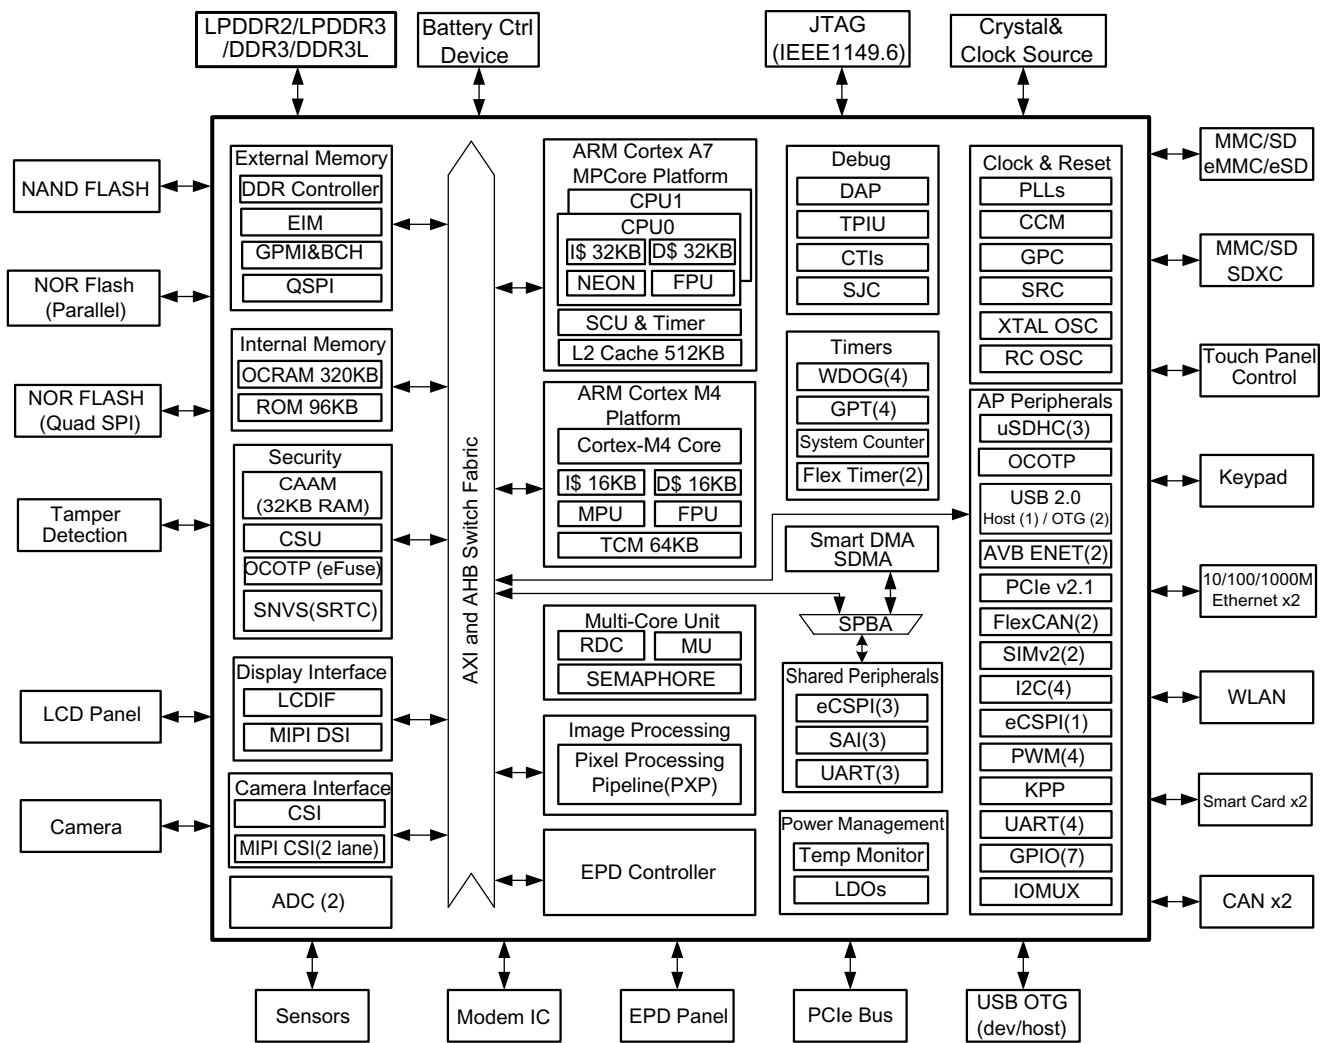 LPDDR2/LPDDR3
/DDR3/DDR3L
Battery Ctrl
Device
JTAG
(IEEE1149.6)
Crystal&
Clock Source
NAND FLASH
NOR Flash
(Parallel)
NOR FLASH
(Quad SPI)
Tamper
Detection
LCD Panel
Camera
External Memory
DDR Controller
EIM
GPMI&BCH
QSPI
Internal Memory
OCRAM 320KB
ROM 96KB
Security
CAAM
(32KB RAM)
CSU
OCOTP (eFuse)
SNVS(SRTC)
Display Interface
LCDIF
MIPI DSI
Camera Interface
CSI
MIPI CSI(2 lane)
ADC (2)
AXI and AHB Switch Fabric
ARM Cortex A7
MPCore Platform
CPU1
CPU0
I$ 32KB
D$ 32KB
NEON
FPU
SCU & Timer
L2 Cache 512KB
ARM Cortex M4
Platform
Cortex-M4 Core
I$ 16KB
D$ 16KB
MPU
FPU
TCM 64KB
Multi-Core Unit
RDC
MU
SEMAPHORE
Image Processing
Pixel Processing
Pipeline(PXP)
EPD Controller
Debug
DAP
TPIU
CTIs
SJC
Timers
WDOG(4)
GPT(4)
System Counter
Flex Timer(2)
Smart DMA
SDMA
SPBA
Shared Peripherals
eCSPI(3)
SAI(3)
UART(3)
Power Management
Temp Monitor
LDOs
Clock & Reset
PLLs
CCM
GPC
SRC
XTAL OSC
RC OSC
AP Peripherals
uSDHC(3)
OCOTP
USB 2.0
Host (1) / OTG (2)
AVB ENET(2)
PCIe v2.1
FlexCAN(2)
SIMv2(2)
I2C(4)
eCSPI(1)
PWM(4)
KPP
UART(4)
GPIO(7)
IOMUX
MMC/SD
eMMC/eSD
MMC/SD
SDXC
Touch Panel
Control
Keypad
10/100/1000M
Ethernet x2
WLAN
Smart Card x2
CAN x2
Sensors
Modem IC
EPD Panel
PCIe Bus
USB OTG
(dev/host)